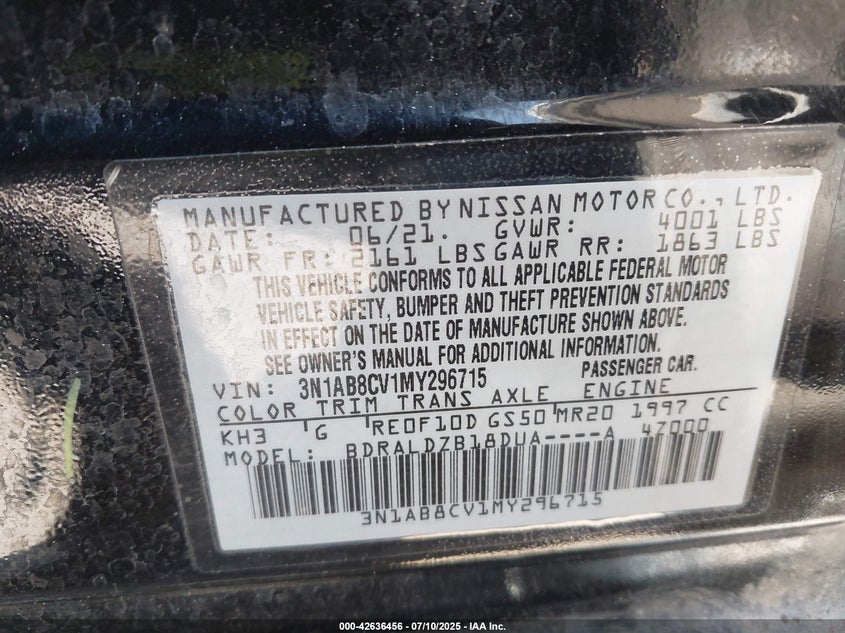 MANUFACTURED BY NISSAN MOTOR CO., LTD.
DATE: 06/21. GVWR: 4001 LBS
GAWR FR: 2161 LBS GAWR RR: 1863 LBS
THIS VEHICLE CONFORMS TO ALL APPLICABLE FEDERAL MOTOR
VEHICLE SAFETY, BUMPER AND THEFT PREVENTION STANDARDS
IN EFFECT ON THE DATE OF MANUFACTURE SHOWN ABOVE.
SEE OWNER'S MANUAL FOR ADDITIONAL INFORMATION.
VIN: 3N1AB8CV1MY296715 PASSENGER CAR.
COLOR TRIM TRANS AXLE ENGINE
KH3 G RE0F10D GS50 MR20 1997 CC
MODEL: BDRALDZB18DUA----A 47000
3N1AB8CV1MY296715
000-42636456 - 07/10/2025 - IAA Inc.